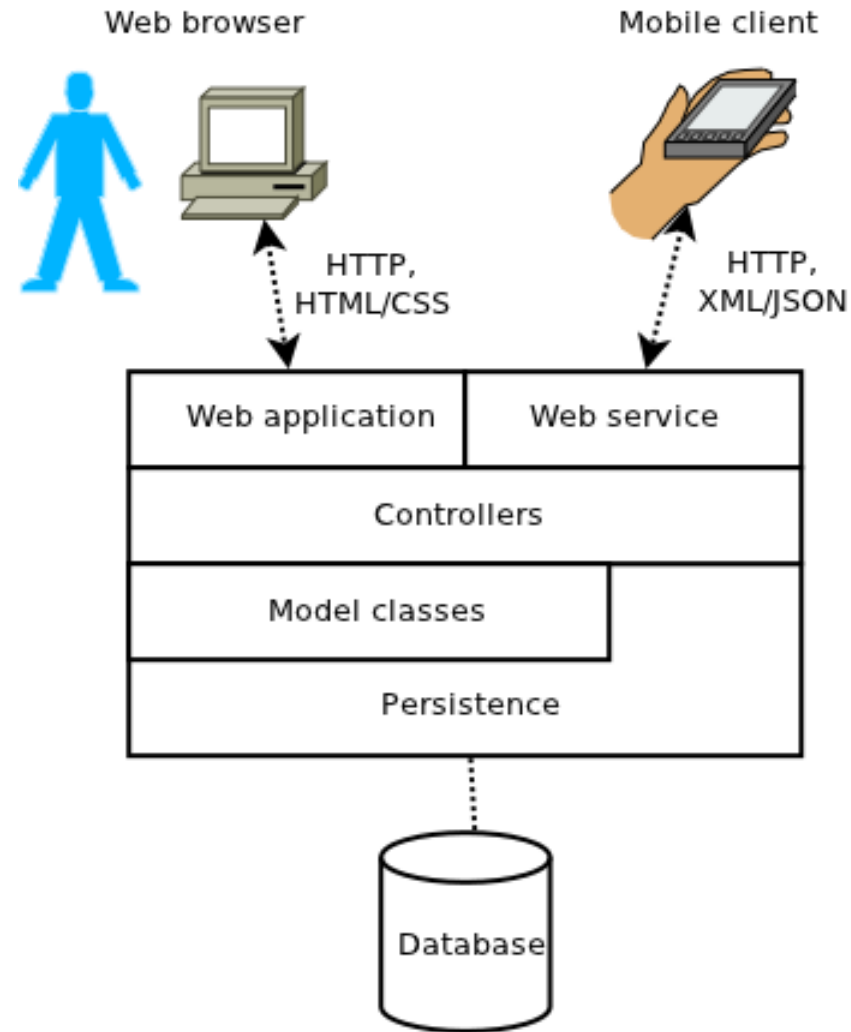 Web browser
Mobile client
HTTP,
HTML/CSS
HTTP,
XML/JSON
Web application
Web service
Controllers
Model classes
Persistence
Database